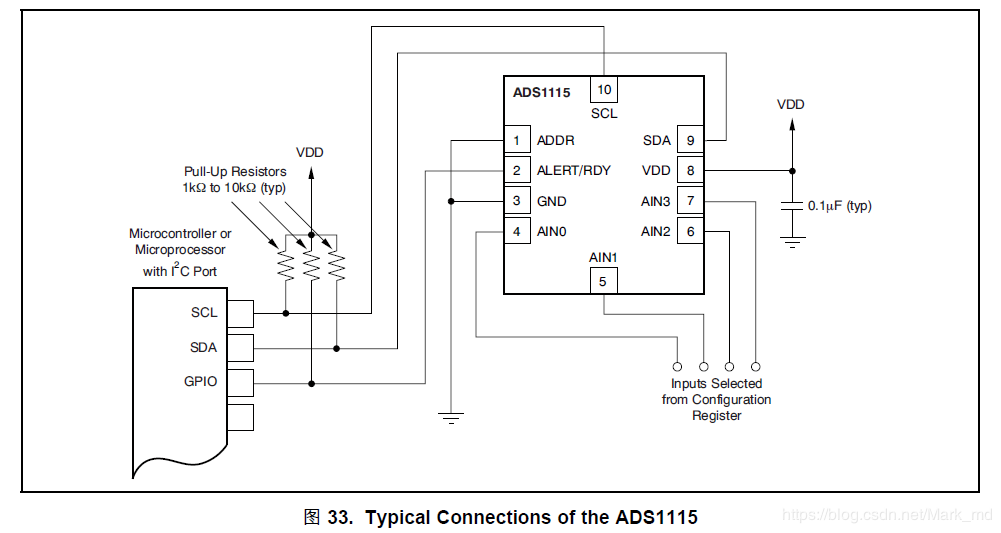 ADS1115
10
SCL
1 ADDR
SDA 9
2 ALERT/RDY
VDD 8
3 GND
AIN3 7
4 AIN0
AIN2 6
AIN1
5
VDD
0.1μF (typ)
VDD
Pull-Up Resistors
1kΩ to 10kΩ (typ)
Microcontroller or
Microprocessor
with I²C Port
SCL
SDA
GPIO
Inputs Selected
from Configuration
Register
图 33. Typical Connections of the ADS1115
https://blog.csdn.net/Mark_md